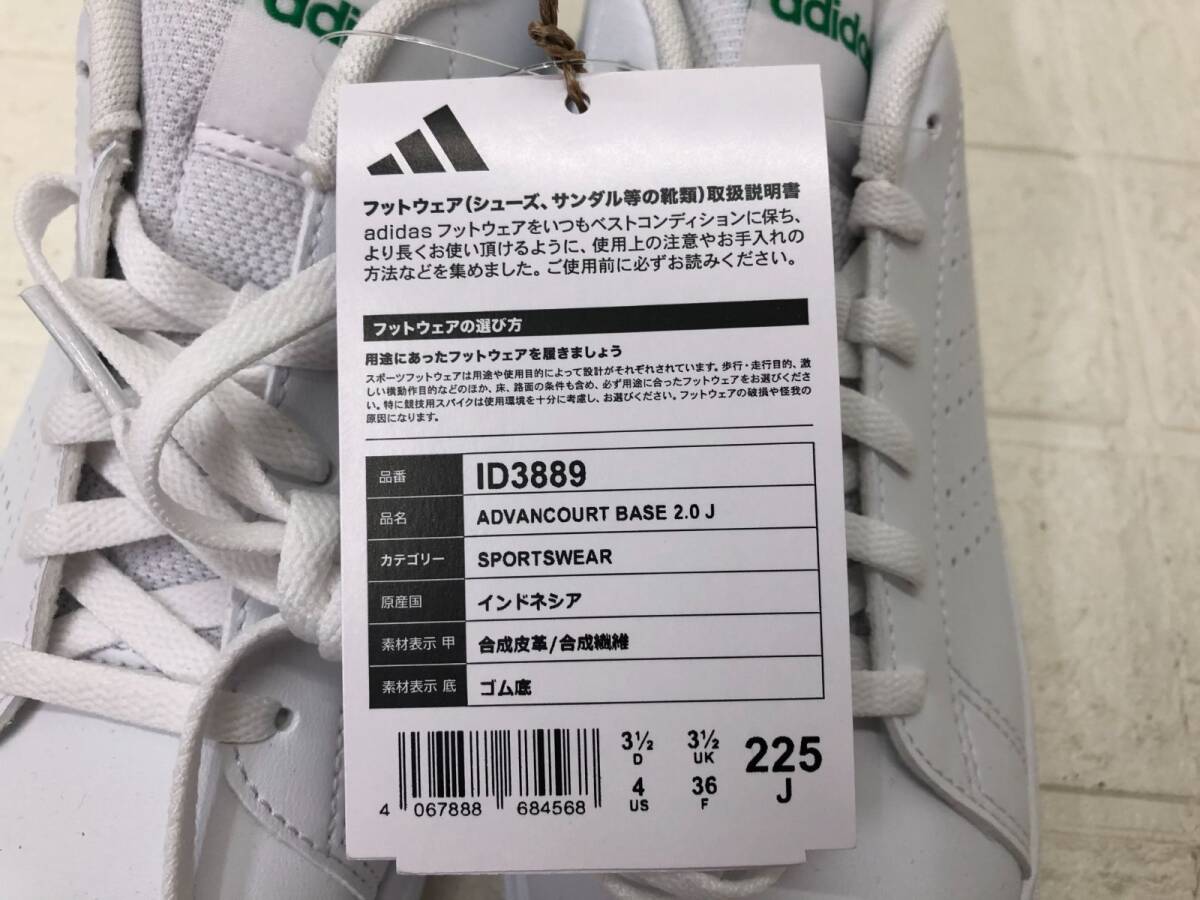 adidas
adidas
フットウェア(シューズ、サンダル等の靴類)取扱説明書
adidas フットウェアをいつもベストコンディションに保ち、
より長くお使い頂けるように、使用上の注意やお手入れの
方法などを集めました。ご使用前に必ずお読みください。
フットウェアの選び方
用途にあったフットウェアを履きましょう
スポーツフットウェアは用途や使用目的によって設計がそれぞれされています。歩行・走行目的、激
しい横動作目的などのほか、床、路面の条件も含め、必ず用途に合ったフットウェアをお選びくださ
い。特に競技用スパイクは使用環境を十分に考慮し、お選びください。フットウェアの破損や怪我の
原因になります。
品番 ID3889
品名 ADVANCOURT BASE 2.0 J
カテゴリー SPORTSWEAR
原産国 インドネシア
素材表示 甲 合成皮革/合成繊維
素材表示 底 ゴム底
3½ 3½ 225
D UK J
4 36
US F
4 067888 684568